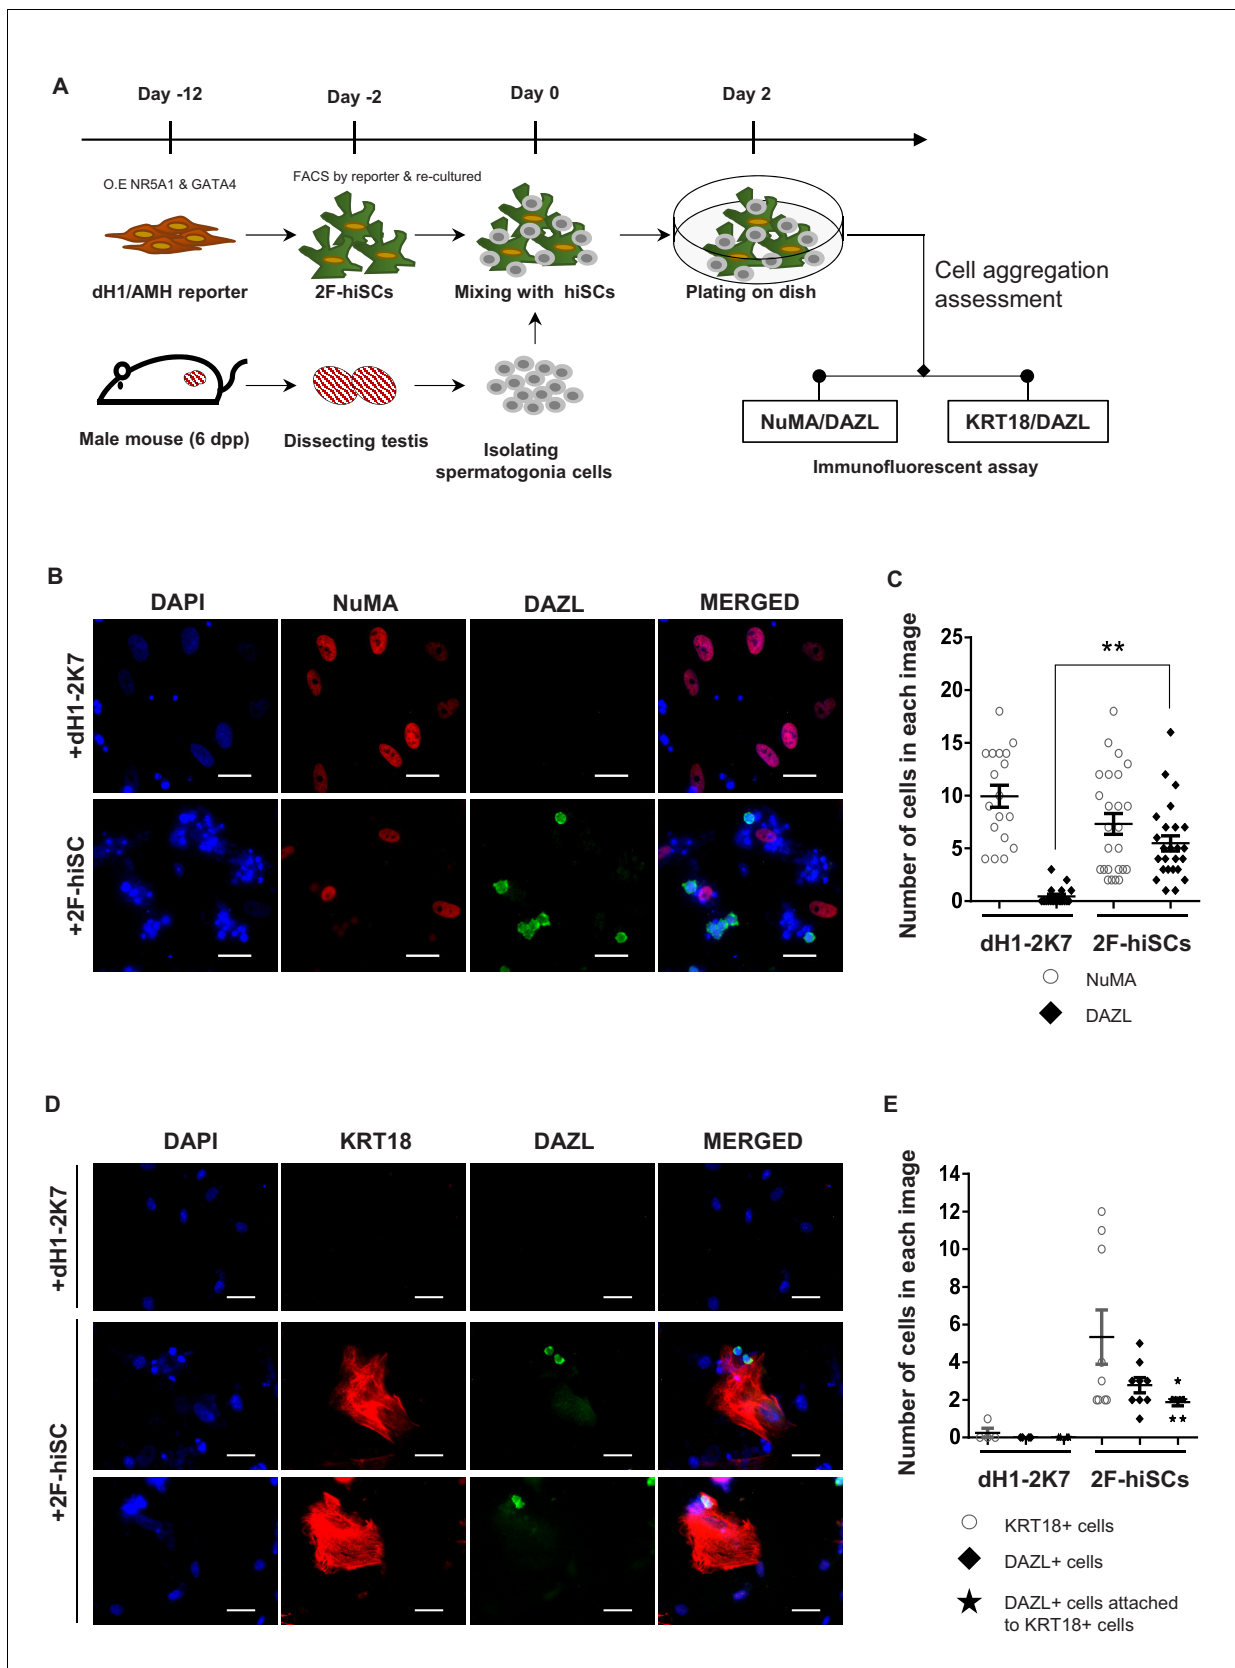 A
Day -12
Day -2
Day 0
Day 2
O.E NR5A1 & GATA4
FACS by reporter & re-cultured
dH1/AMH reporter
2F-hiSCs
Mixing with hiSCs
Plating on dish
Cell aggregation
assessment
Male mouse (6 dpp)
Dissecting testis
Isolating
spermatogonia cells
NuMA/DAZL
KRT18/DAZL
Immunofluorescent assay
B
DAPI
NuMA
DAZL
MERGED
+dH1-2K7
+2F-hiSC
C
Number of cells in each image
25
20
15
10
5
0
**
dH1-2K7
2F-hiSCs
NuMA
DAZL
D
DAPI
KRT18
DAZL
MERGED
+dH1-2K7
+2F-hiSC
E
Number of cells in each image
14
12
10
8
6
4
2
0
dH1-2K7
2F-hiSCs
KRT18+ cells
DAZL+ cells
DAZL+ cells attached
to KRT18+ cells